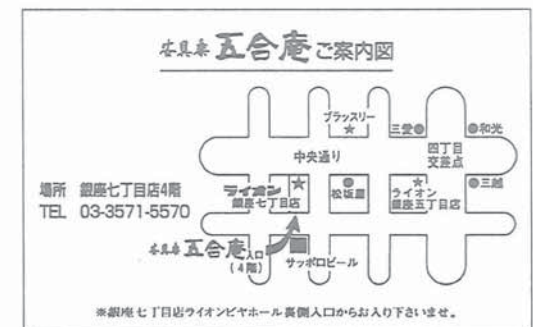 安具楽 五合庵 ご案内図
ブラッスリー
三愛
和光
中央通り
四丁目
交差点
場所 銀座七丁目店4階
TEL 03-3571-5570
ライオン
銀座七丁目店
松坂屋
ライオン
銀座五丁目店
三越
安具楽 五合庵 入口
(4階)
サッポロビール
※銀座七丁目店ライオンビヤホール裏側入口からお入り下さいませ。